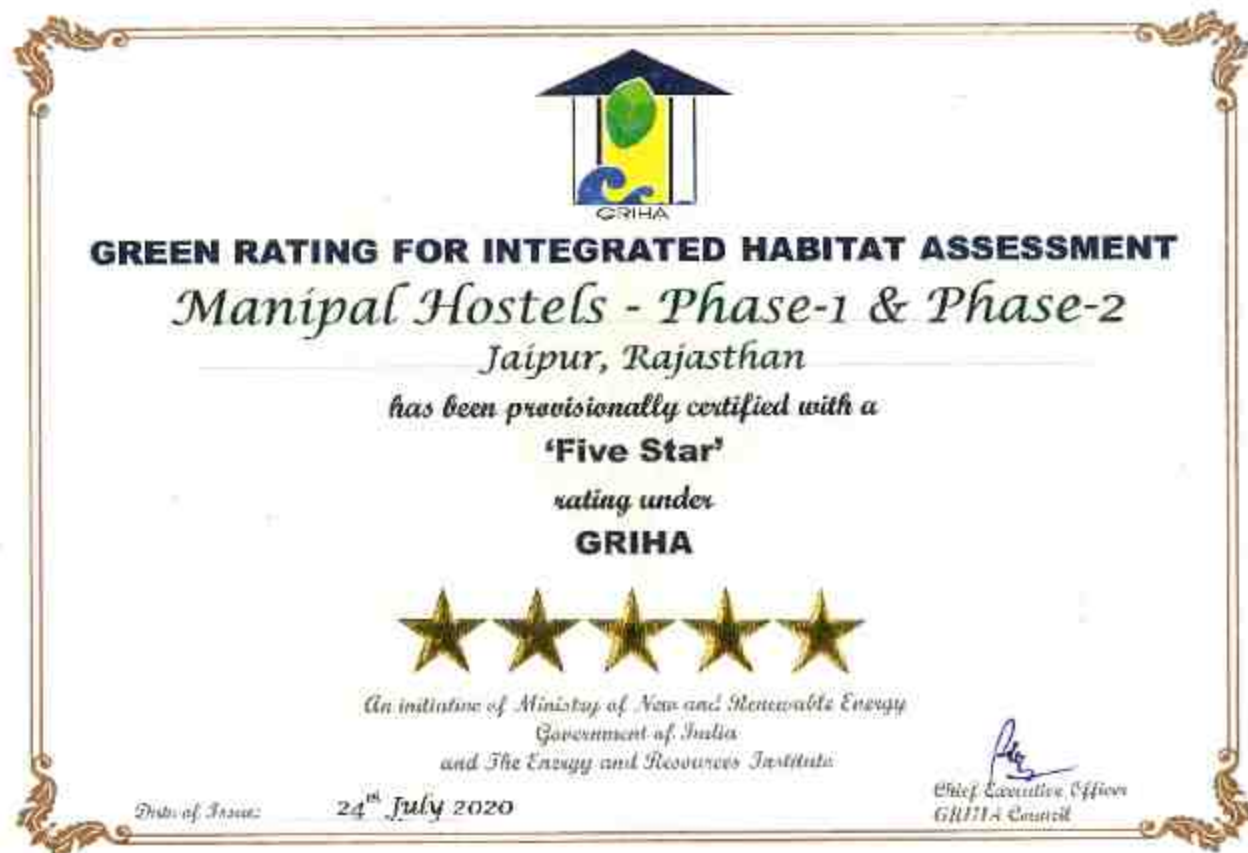 GRIHA
GREEN RATING FOR INTEGRATED HABITAT ASSESSMENT
Manipal Hostels - Phase-1 & Phase-2
Jaipur, Rajasthan
has been provisionally certified with a
‘Five Star’
rating under
GRIHA
An initiative of Ministry of New and Renewable Energy
Government of India
and The Energy and Resources Institute
Chief Executive Officer
Date of Issue: 24th July 2020
GRIHA Council